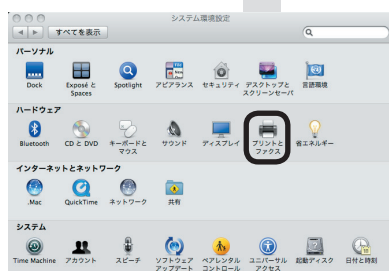 システム環境設定
すべてを表示
パーソナル
Dock
Exposé と Spaces
Spotlight
アピアランス
セキュリティ
デスクトップと スクリーンセーバ
言語環境
ハードウェア
Bluetooth
CD と DVD
キーボードと マウス
サウンド
ディスプレイ
プリントと ファクス
省エネルギー
インターネットとネットワーク
.Mac
QuickTime
ネットワーク
共有
システム
Time Machine
アカウント
スピーチ
ソフトウェア アップデート
ペアレンタル コントロール
ユニバーサル アクセス
起動ディスク
日付と時刻